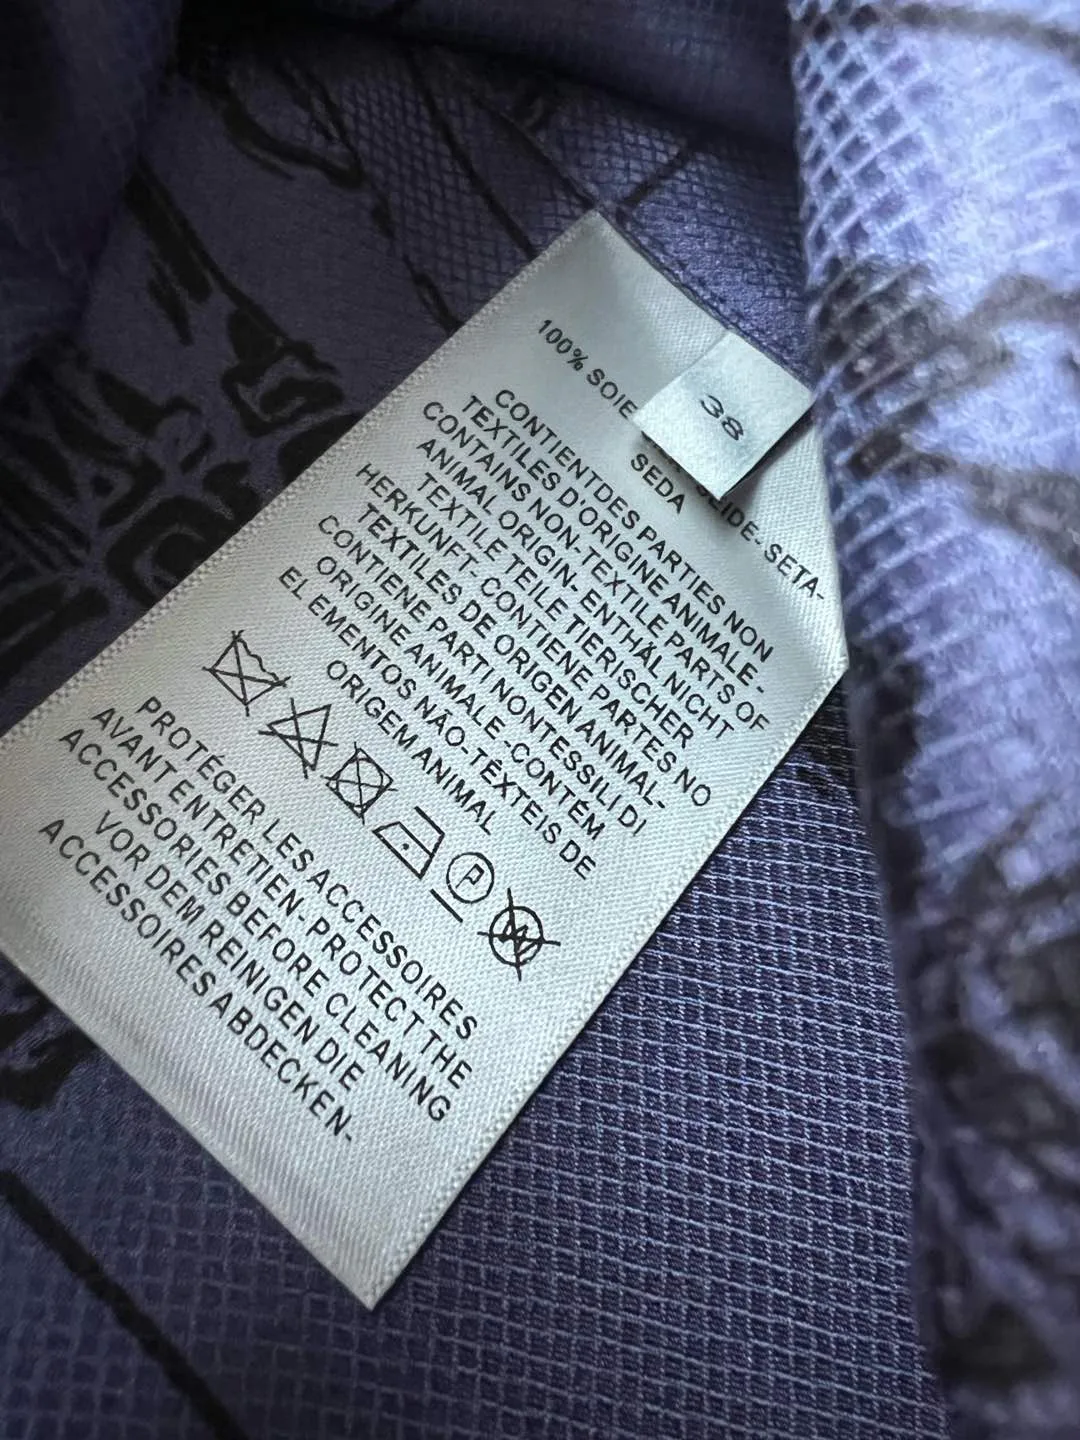 38
100% SOIE
SEIDE-SETA-
SEDA
CONTIENTDES PARTIES NON
TEXTILES D'ORIGINE ANIMALE-
CONTAINS NON-TEXTILE PARTS OF
ANIMAL ORIGIN- ENTHÄL NICHT
TEXTILE TEILE TIERISCHER
HERKUNFT- CONTIENE PARTES NO
TEXTILES DE ORIGEN ANIMAL-
CONTIENE PARTI NONTESSILI DI
ORIGINE ANIMALE -CONTÉM
ELEMENTOS NÃO-TÊXTEIS DE
ORIGEM ANIMAL
P
W
PROTÉGER LES ACCESSOIRES
AVANT ENTRETIEN- PROTECT THE
ACCESSORIES BEFORE CLEANING
VOR DEM REINIGEN DIE
ACCESSOIRES ABDECKEN-